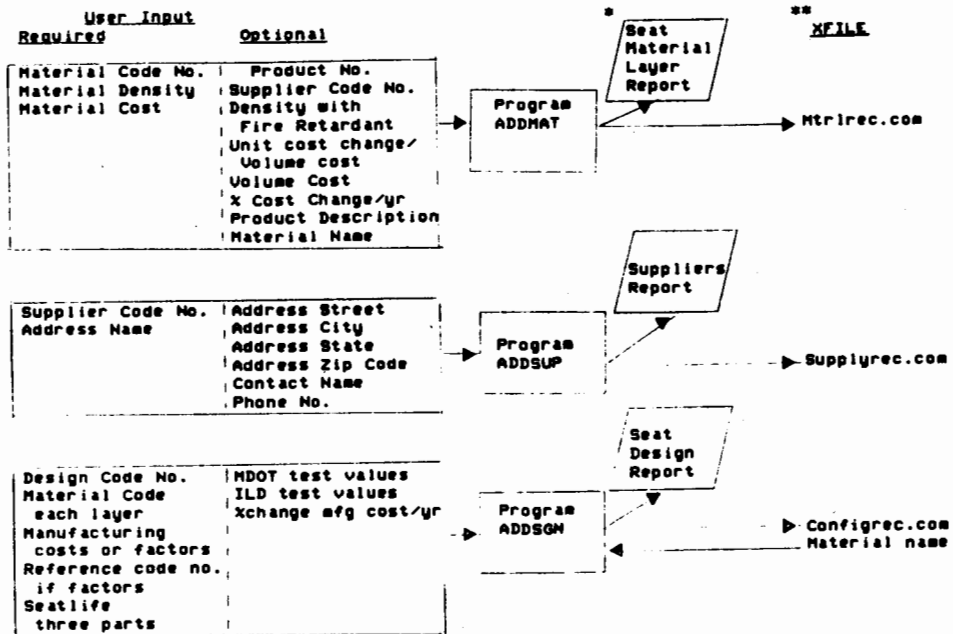 User Input
Required
Optional
*
**
XFILE
Material Code No.
Material Density
Material Cost
Product No.
Supplier Code No.
Density with
Fire Retardant
Unit cost change/
Volume cost
Volume Cost
% Cost Change/yr
Product Description
Material Name
Program
ADDMAT
Seat
Material
Layer
Report
Mtrlrec.com
Supplier Code No.
Address Name
Address Street
Address City
Address State
Address Zip Code
Contact Name
Phone No.
Program
ADDSUP
Suppliers
Report
Supplyrec.com
Design Code No.
Material Code
each layer
Manufacturing
costs or factors
Reference code no.
if factors
Seatlife
three parts
MDOT test values
ILD test values
%change mfg cost/yr
Program
ADDSGN
Seat
Design
Report
Configrec.com
Material name